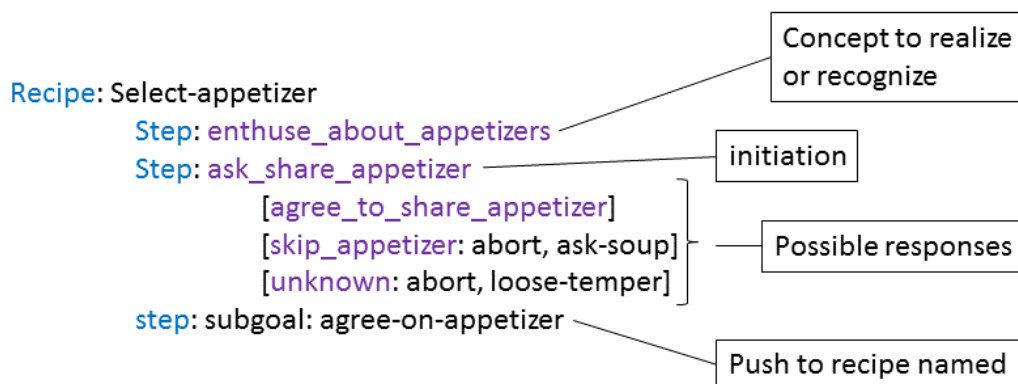 Concept to realize
or recognize
Recipe: Select-appetizer
Step: enthuse_about_appetizers
Step: ask_share_appetizer
initiation
[agree_to_share_appetizer]
[skip_appetizer: abort, ask-soup]
Possible responses
[unknown: abort, loose-temper]
step: subgoal: agree-on-appetizer
Push to recipe named